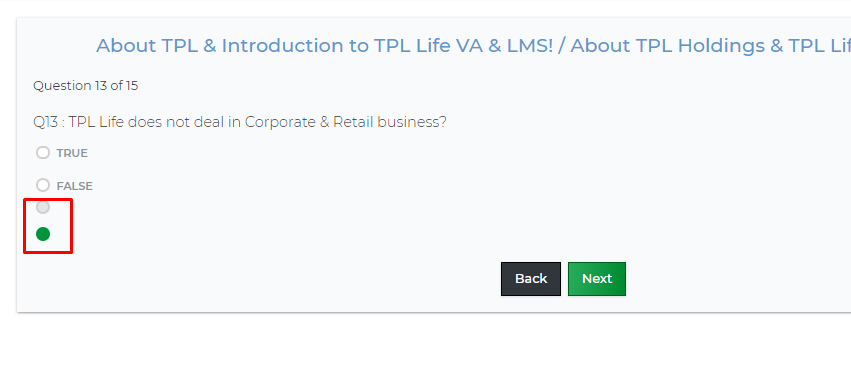 About TPL & Introduction to TPL Life VA & LMS! / About TPL Holdings & TPL Lif
Question 13 of 15
Q13 : TPL Life does not deal in Corporate & Retail business?
TRUE
FALSE
Back Next